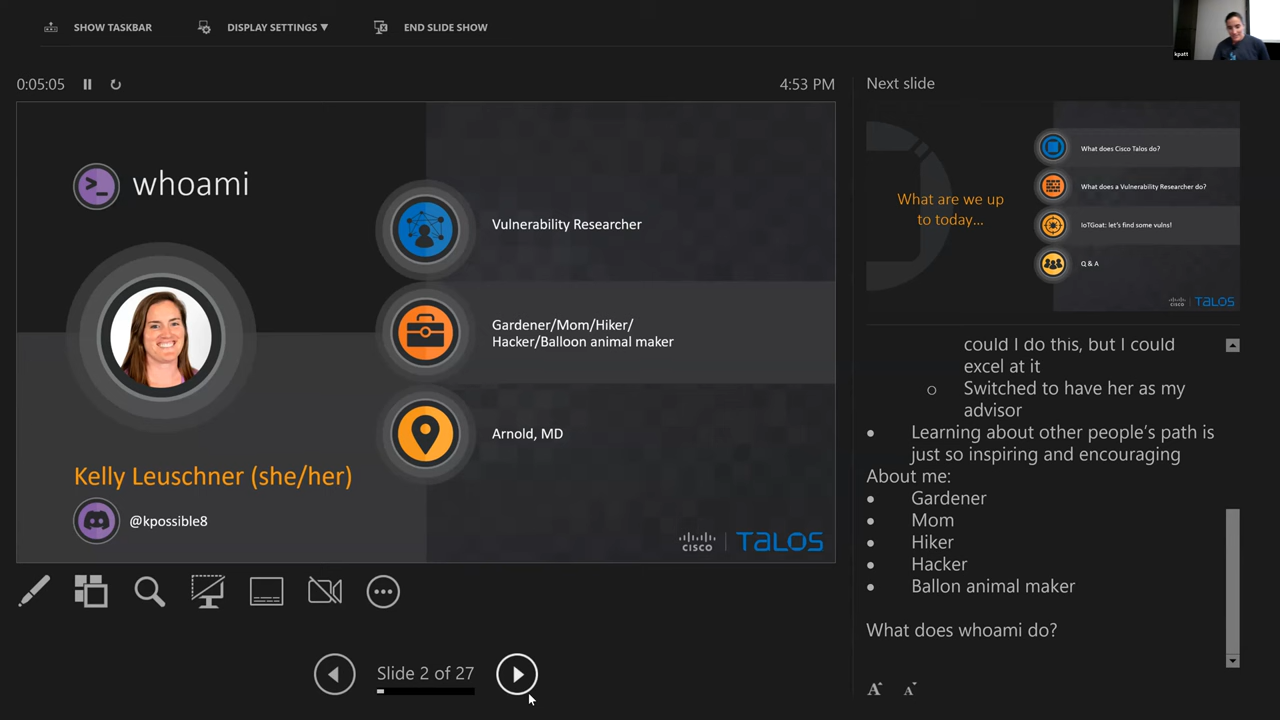 SHOW TASKBAR
DISPLAY SETTINGS ▼
END SLIDE SHOW
kpatt
0:05:05
4:53 PM
>_ whoami
Vulnerability Researcher
Gardener/Mom/Hiker/
Hacker/Balloon animal maker
Arnold, MD
Kelly Leuschner (she/her)
@kpossible8
cisco
TALOS
Slide 2 of 27
Next slide
What are we up
to today...
What does Cisco Talos do?
What does a Vulnerability Researcher do?
IoTGoat: let's find some vulns!
Q & A
cisco
TALOS
could I do this, but I could
excel at it
o Switched to have her as my
advisor
• Learning about other people's path is
just so inspiring and encouraging
About me:
• Gardener
• Mom
• Hiker
• Hacker
• Ballon animal maker
What does whoami do?
A A